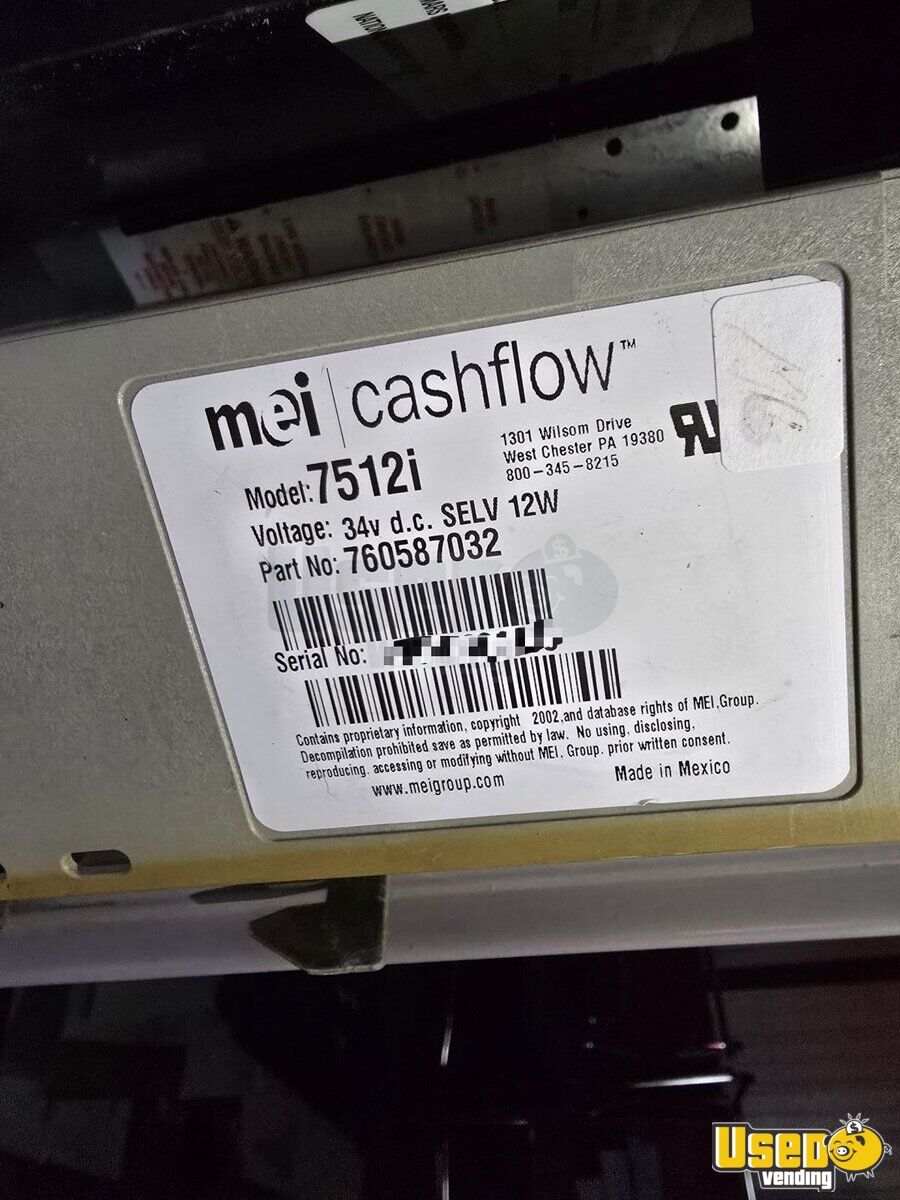 mei | cashflow™
1301 Wilsom Drive
West Chester PA 19380
800-345-8215
Model: 7512i
Voltage: 34v d.c. SELV 12W
Part No: 760587032
Serial No:
Contains proprietary information, copyright 2002,and database rights of MEI,Group.
Decompilation prohibited save as permitted by law. No using, disclosing,
reproducing, accessing or modifying without MEI, Group. prior written consent.
www.meigroup.com
Made in Mexico
Used
vending